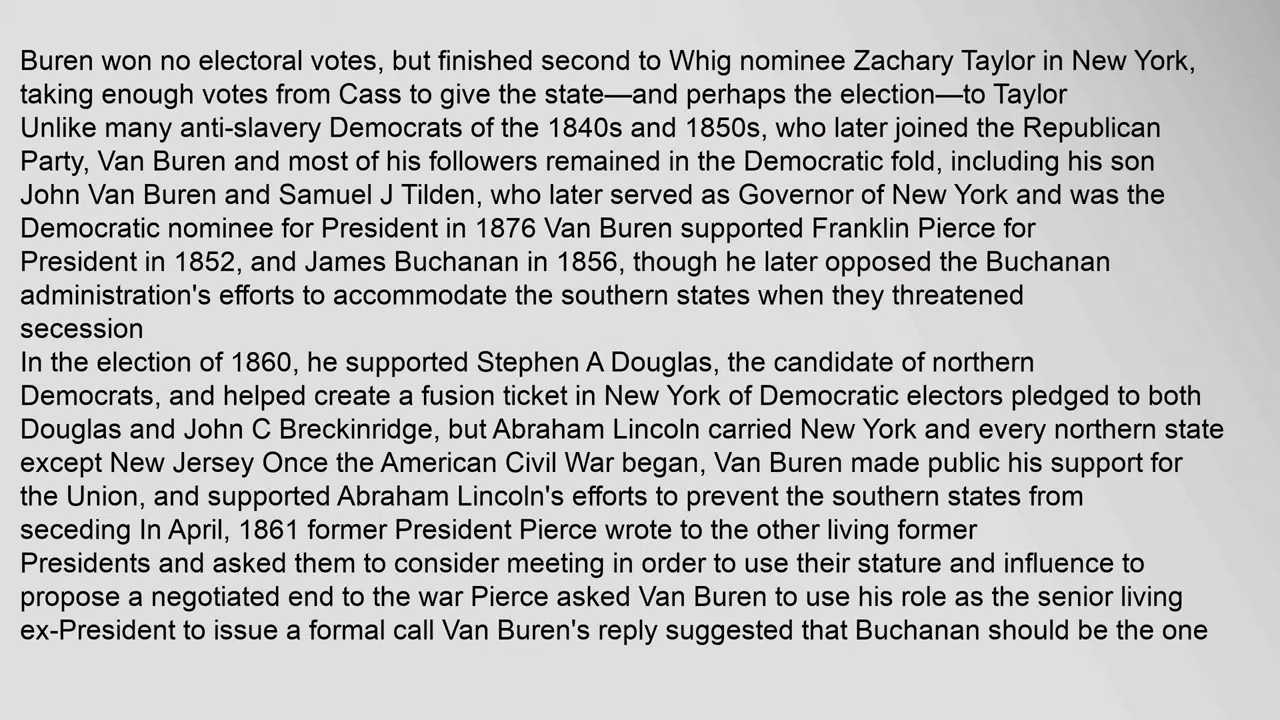 Buren won no electoral votes, but finished second to Whig nominee Zachary Taylor in New York,
taking enough votes from Cass to give the state—and perhaps the election—to Taylor
Unlike many anti-slavery Democrats of the 1840s and 1850s, who later joined the Republican
Party, Van Buren and most of his followers remained in the Democratic fold, including his son
John Van Buren and Samuel J Tilden, who later served as Governor of New York and was the
Democratic nominee for President in 1876 Van Buren supported Franklin Pierce for
President in 1852, and James Buchanan in 1856, though he later opposed the Buchanan
administration's efforts to accommodate the southern states when they threatened
secession
In the election of 1860, he supported Stephen A Douglas, the candidate of northern
Democrats, and helped create a fusion ticket in New York of Democratic electors pledged to both
Douglas and John C Breckinridge, but Abraham Lincoln carried New York and every northern state
except New Jersey Once the American Civil War began, Van Buren made public his support for
the Union, and supported Abraham Lincoln's efforts to prevent the southern states from
seceding In April, 1861 former President Pierce wrote to the other living former
Presidents and asked them to consider meeting in order to use their stature and influence to
propose a negotiated end to the war Pierce asked Van Buren to use his role as the senior living
ex-President to issue a formal call Van Buren's reply suggested that Buchanan should be the one